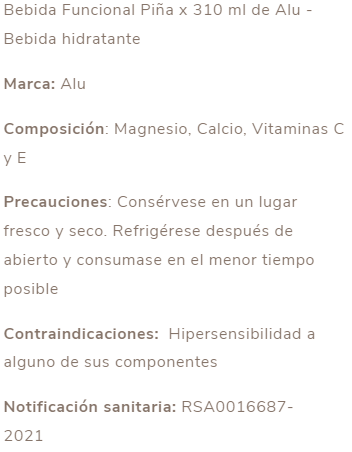 Bebida Funcional Piña x 310 ml de Alu -
Bebida hidratante
Marca: Alu
Composición: Magnesio, Calcio, Vitaminas C
y E
Precauciones: Consérvese en un lugar
fresco y seco. Refrigérese después de
abierto y consumase en el menor tiempo
posible
Contraindicaciones:  Hipersensibilidad a
alguno de sus componentes
Notificación sanitaria: RSA0016687-
2021